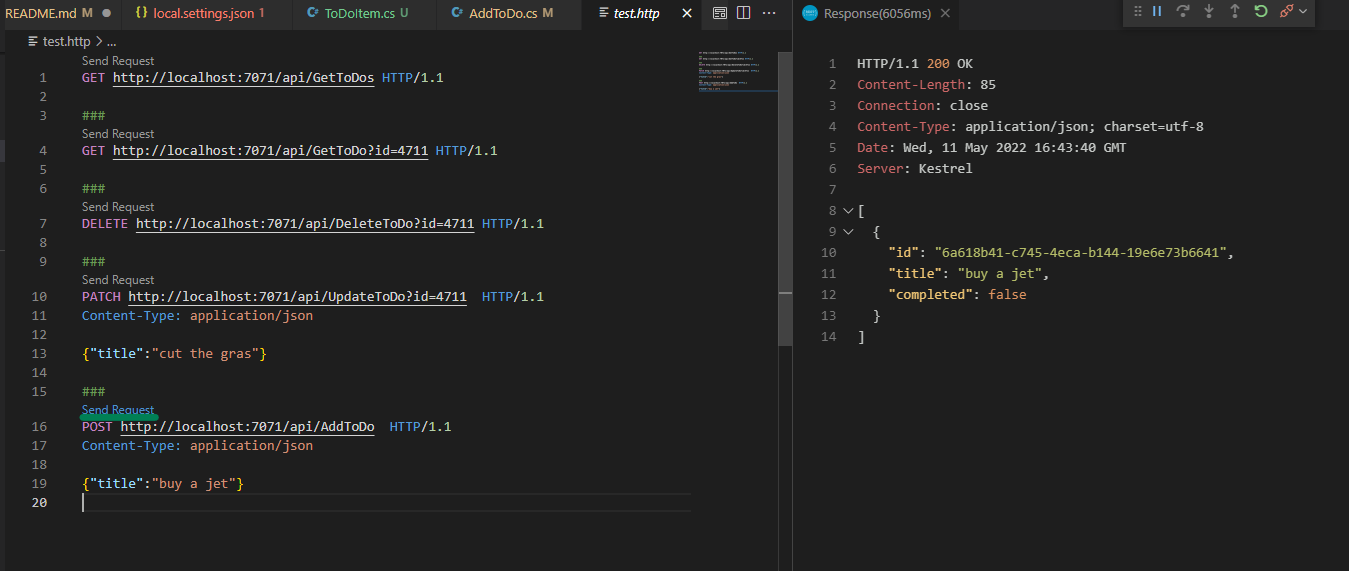 README.md M
{} local.settings.json 1
C# ToDoItem.cs U
C# AddToDo.cs M
test.http
test.http > ...
Send Request
1 GET http://localhost:7071/api/GetToDos HTTP/1.1
2
3 ###
Send Request
4 GET http://localhost:7071/api/GetToDo?id=4711 HTTP/1.1
5
6 ###
Send Request
7 DELETE http://localhost:7071/api/DeleteToDo?id=4711 HTTP/1.1
8
9 ###
Send Request
10 PATCH http://localhost:7071/api/UpdateToDo?id=4711  HTTP/1.1
11 Content-Type: application/json
12
13 {"title":"cut the gras"}
14
15 ###
Send Request
16 POST http://localhost:7071/api/AddToDo  HTTP/1.1
17 Content-Type: application/json
18
19 {"title":"buy a jet"}
20
Response(6056ms)
1 HTTP/1.1 200 OK
2 Content-Length: 85
3 Connection: close
4 Content-Type: application/json; charset=utf-8
5 Date: Wed, 11 May 2022 16:43:40 GMT
6 Server: Kestrel
7
8 [
9 {
10 "id": "6a618b41-c745-4eca-b144-19e6e73b6641",
11 "title": "buy a jet",
12 "completed": false
13 }
14 ]